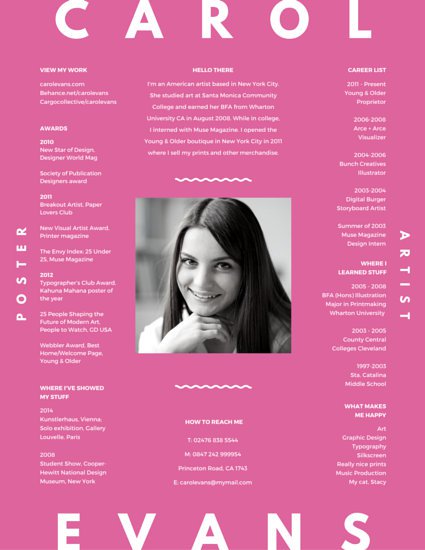 CAROL
POSTER
VIEW MY WORK
carolevans.com
Behance.net/carolevans
Cargocollective/carolevans
AWARDS
2010
New Star of Design,
Designer World Mag
Society of Publication
Designers award
2011
Breakout Artist, Paper
Lovers Club
New Visual Artist Award,
Printer magazine
The Envy Index: 25 Under
25, Muse Magazine
2012
Typographer's Club Award,
Kahuna Mahana poster of
the year
25 People Shaping the
Future of Modern Art,
People to Watch, GD USA
Webbler Award, Best
Home/Welcome Page,
Young & Older
WHERE I'VE SHOWED
MY STUFF
2014
Kunstlerhaus, Vienna;
Solo exhibition, Gallery
Louvelle, Paris
2008
Student Show, Cooper-
Hewitt National Design
Museum, New York
HELLO THERE
I'm an American artist based in New York City.
She studied art at Santa Monica Community
College and earned her BFA from Wharton
University CA in August 2008. While in college,
I interned with Muse Magazine. I opened the
Young & Older boutique in New York City in 2011
where I sell my prints and other merchandise.
HOW TO REACH ME
T: 02476 838 5544
M: 0847 242 999954
Princeton Road, CA 1743
E: carolevans@mymail.com
CAREER LIST
2011 - Present
Young & Older
Proprietor
2006-2008
Arce + Arce
Visualizer
2004-2006
Bunch Creatives
Illustrator
2003-2004
Digital Burger
Storyboard Artist
Summer of 2003
Muse Magazine
Design Intern
WHERE I
LEARNED STUFF
2005 - 2008
BFA (Hons) Illustration
Major in Printmaking
Wharton University
2003 - 2005
County Central
Colleges Cleveland
1997-2003
Sta. Catalina
Middle School
WHAT MAKES
ME HAPPY
Art
Graphic Design
Typography
Silkscreen
Really nice prints
Music Production
My cat, Stacy
ARTIST
EVANS